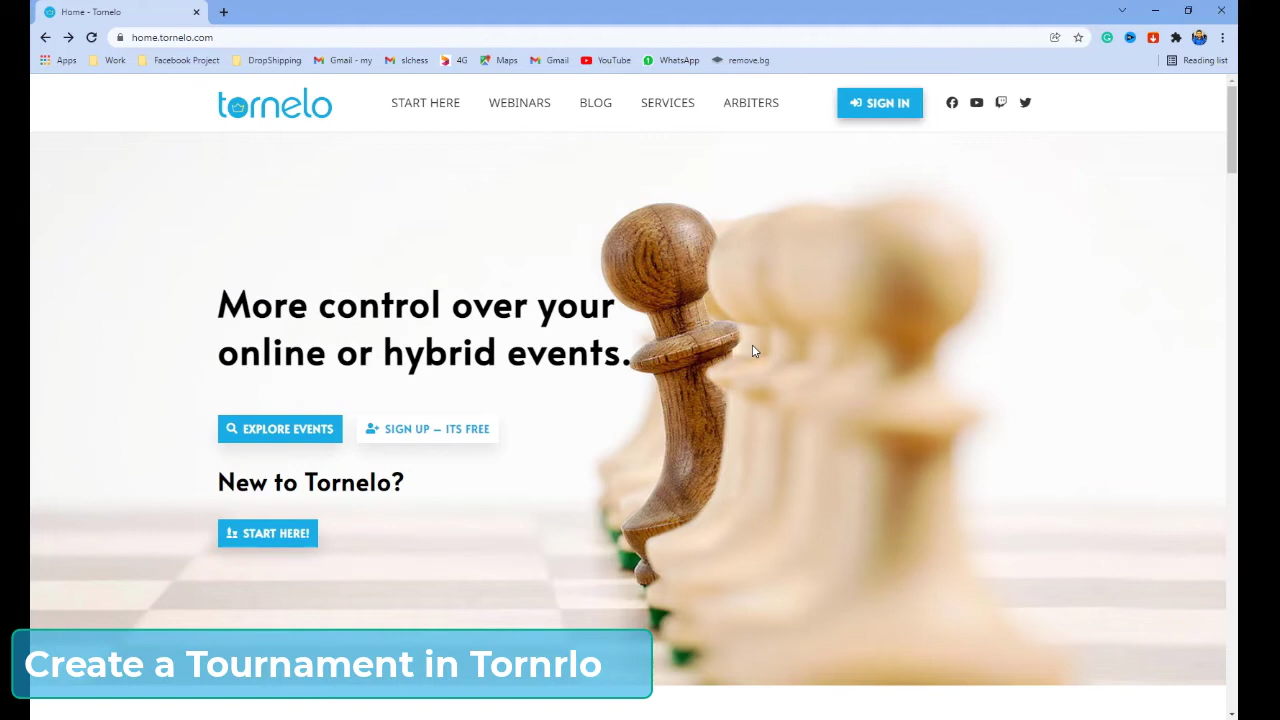 Home - Tornelo
home.tornelo.com
Apps Work Facebook Project DropShipping Gmail - my slchess 4G Maps Gmail YouTube WhatsApp remove.bg Reading list
tornelo START HERE WEBINARS BLOG SERVICES ARBITERS SIGN IN
More control over your
online or hybrid events.
EXPLORE EVENTS SIGN UP – ITS FREE
New to Tornelo?
START HERE!
Create a Tournament in Tornrlo